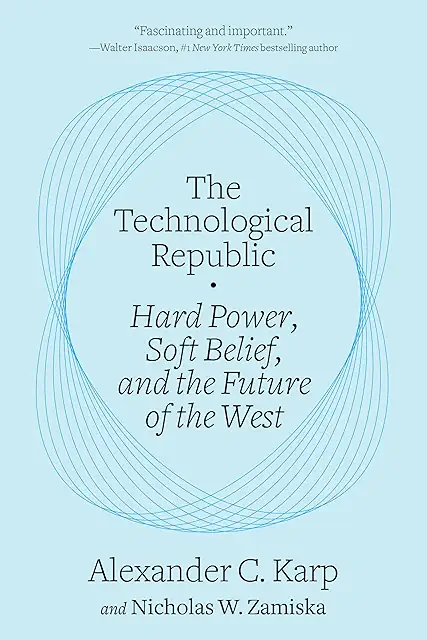 “Fascinating and important.”
—Walter Isaacson, #1 New York Times bestselling author
The
Technological
Republic
•
Hard Power,
Soft Belief,
and the Future
of the West
Alexander C. Karp
and Nicholas W. Zamiska